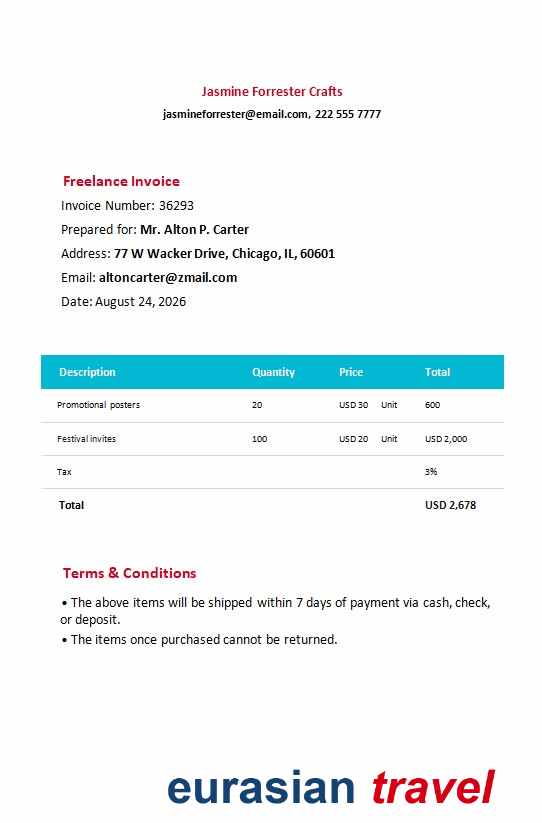 Jasmine Forrester Crafts
jasmineforrester@email.com, 222 555 7777
Freelance Invoice
Invoice Number: 36293
Prepared for: Mr. Alton P. Carter
Address: 77 W Wacker Drive, Chicago, IL, 60601
Email: altoncarter@zmail.com
Date: August 24, 2026
Description Quantity Price Total
Promotional posters 20 USD 30 Unit 600
Festival invites 100 USD 20 Unit USD 2,000
Tax 3%
Total USD 2,678
Terms & Conditions
• The above items will be shipped within 7 days of payment via cash, check,
or deposit.
• The items once purchased cannot be returned.
eurasian travel